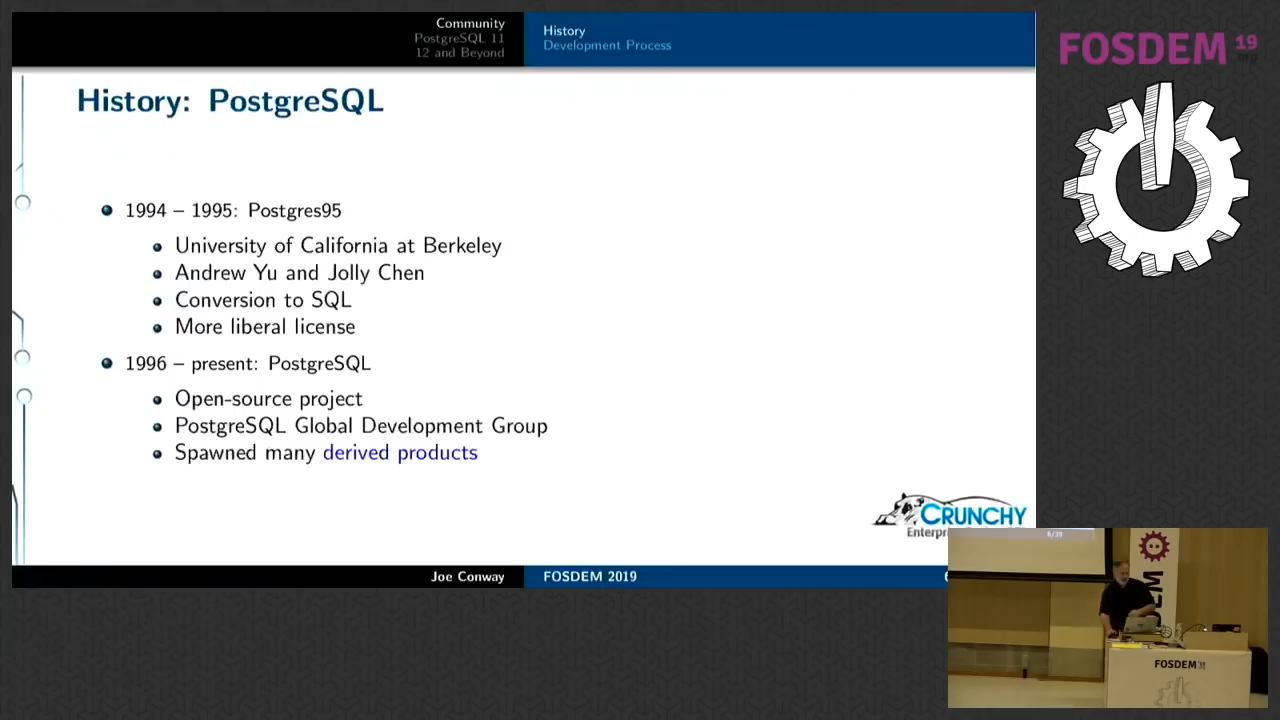 Community
PostgreSQL 11
12 and Beyond
History
Development Process
FOSDEM 19
History: PostgreSQL
1994 – 1995: Postgres95
University of California at Berkeley
Andrew Yu and Jolly Chen
Conversion to SQL
More liberal license
1996 – present: PostgreSQL
Open-source project
PostgreSQL Global Development Group
Spawned many derived products
CRUNCHY
Joe Conway
FOSDEM 2019
6/39
FOSDEM